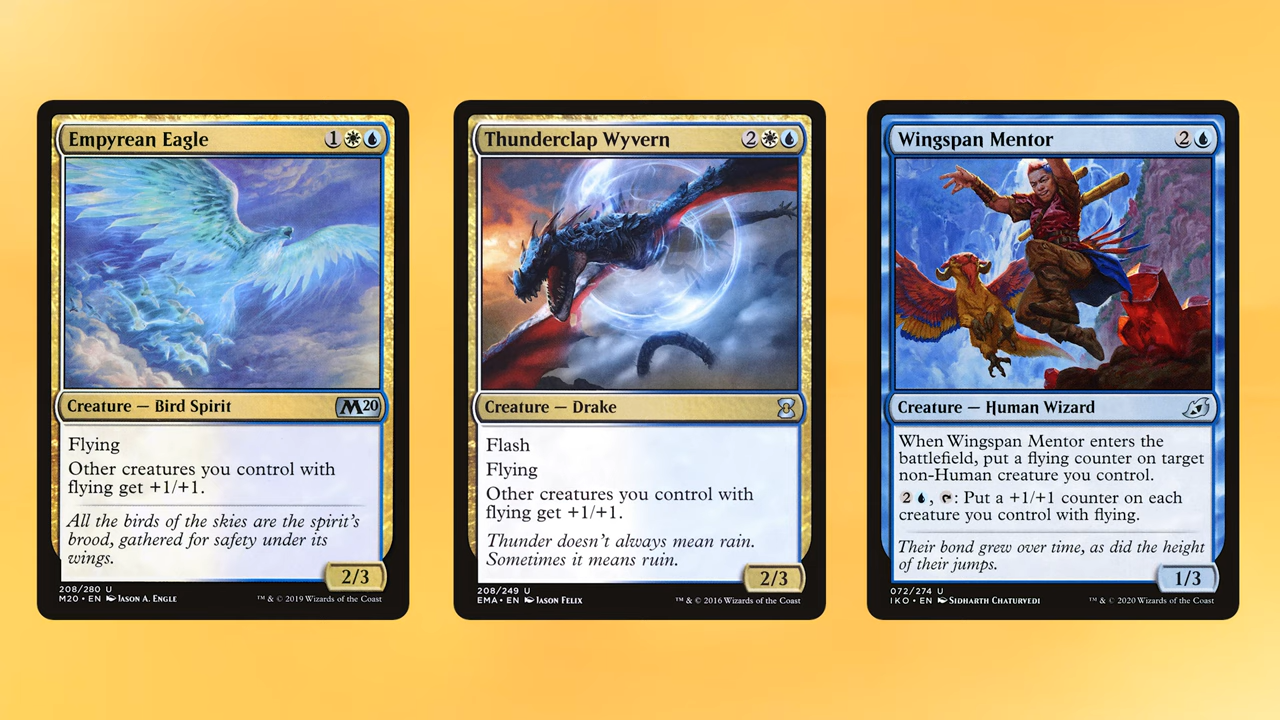 Empyrean Eagle 1
Creature — Bird Spirit M20
Flying
Other creatures you control with
flying get +1/+1.
All the birds of the skies are the spirit's
brood, gathered for safety under its
wings.
2/3
208/280 U
M20 • EN Jason A. Engle ™ & © 2019 Wizards of the Coast
Thunderclap Wyvern 2
Creature — Drake
Flash
Flying
Other creatures you control with
flying get +1/+1.
Thunder doesn't always mean rain.
Sometimes it means ruin.
2/3
208/249 U
EMA • EN Jason Felix ™ & © 2016 Wizards of the Coast
Wingspan Mentor 2
Creature — Human Wizard
When Wingspan Mentor enters the
battlefield, put a flying counter on target
non-Human creature you control.
2 , : Put a +1/+1 counter on each
creature you control with flying.
Their bond grew over time, as did the height
of their jumps.
1/3
072/274 U
IKO • EN Sidharth Chaturvedi ™ & © 2020 Wizards of the Coast